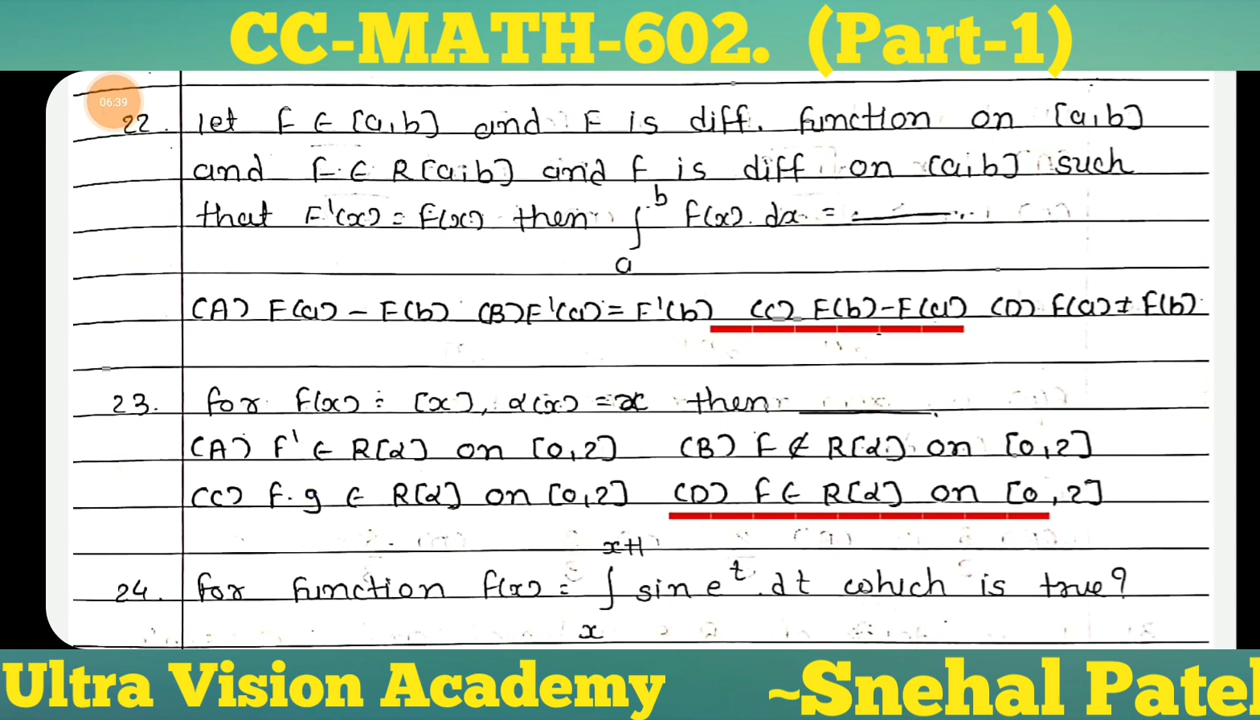 CC-MATH-602. (Part-1)
06:39
22. let f ∈ [a,b] and F is diff. function on [a,b]
and f ∈ R[a,b] and f is diff on [a,b] such
that F'(x) = f(x) then ∫ₐᵇ f(x). dx = ———
(A) F(a) - F(b) (B) F'(a) = F'(b) (C) F(b) - F(a) (D) f(a) ± f(b)
23. for f(x) = [x], α(x) = x then ———
(A) f' ∈ R[α] on [0,2] (B) f ∉ R[α] on [0,2]
(C) f.g ∈ R[α] on [0,2] (D) f ∈ R[α] on [0,2]
x+1
24. for function f(x) = ∫ sin eᵗ. dt which is true?
x
Ultra Vision Academy ~Snehal Patel